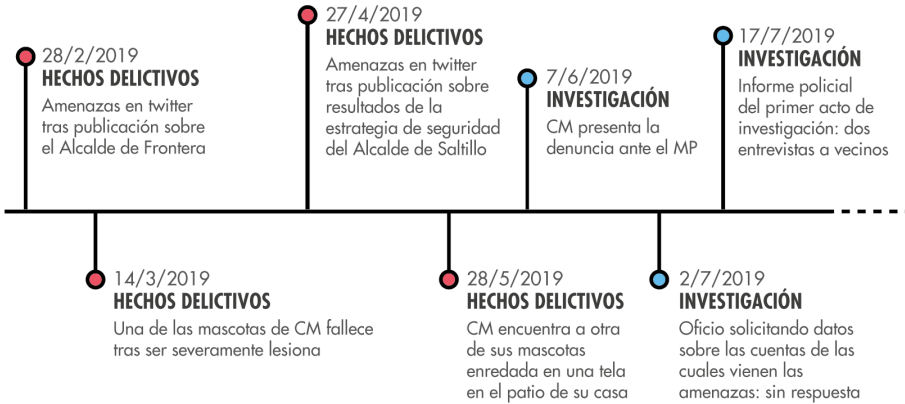 28/2/2019
HECHOS DELICTIVOS
Amenazas en twitter
tras publicación sobre
el Alcalde de Frontera
14/3/2019
HECHOS DELICTIVOS
Una de las mascotas de CM fallece
tras ser severamente lesiona
27/4/2019
HECHOS DELICTIVOS
Amenazas en twitter
tras publicación sobre
resultados de la
estrategia de seguridad
del Alcalde de Saltillo
28/5/2019
HECHOS DELICTIVOS
CM encuentra a otra
de sus mascotas
enredada en una tela
en el patio de su casa
7/6/2019
INVESTIGACIÓN
CM presenta la
denuncia ante el MP
2/7/2019
INVESTIGACIÓN
Oficio solicitando datos
sobre las cuentas de las
cuales vienen las
amenazas: sin respuesta
17/7/2019
INVESTIGACIÓN
Informe policial
del primer acto de
investigación: dos
entrevistas a vecinos